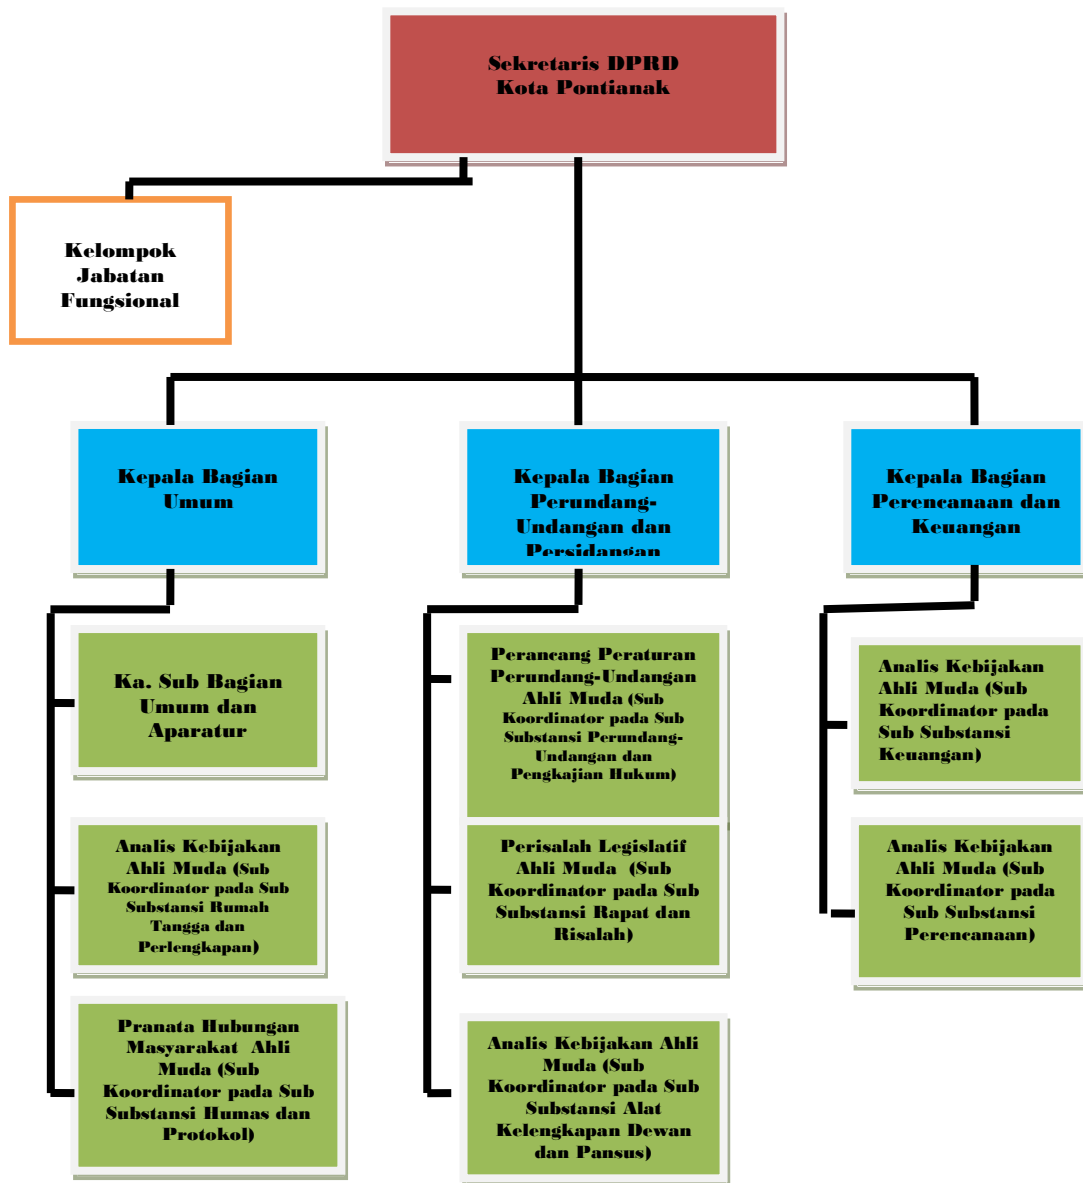 Sekretaris DPRD
Kota Pontianak
Kelompok
Jabatan
Fungsional
Kepala Bagian
Umum
Kepala Bagian
Perundang-
Undangan dan
Persidangan
Kepala Bagian
Perencanaan dan
Keuangan
Ka. Sub Bagian
Umum dan
Aparatur
Analis Kebijakan
Ahli Muda (Sub
Koordinator pada Sub
Substansi Rumah
Tangga dan
Perlengkapan)
Pranata Hubungan
Masyarakat Ahli
Muda (Sub
Koordinator pada Sub
Substansi Humas dan
Protokol)
Perancang Peraturan
Perundang-Undangan
Ahli Muda (Sub
Koordinator pada Sub
Substansi Perundang-
Undangan dan
Pengkajian Hukum)
Perisalah Legislatif
Ahli Muda (Sub
Koordinator pada Sub
Substansi Rapat dan
Risalah)
Analis Kebijakan Ahli
Muda (Sub
Koordinator pada Sub
Substansi Alat
Kelengkapan Dewan
dan Pansus)
Analis Kebijakan
Ahli Muda (Sub
Koordinator pada
Sub Substansi
Keuangan)
Analis Kebijakan
Ahli Muda (Sub
Koordinator pada
Sub Substansi
Perencanaan)